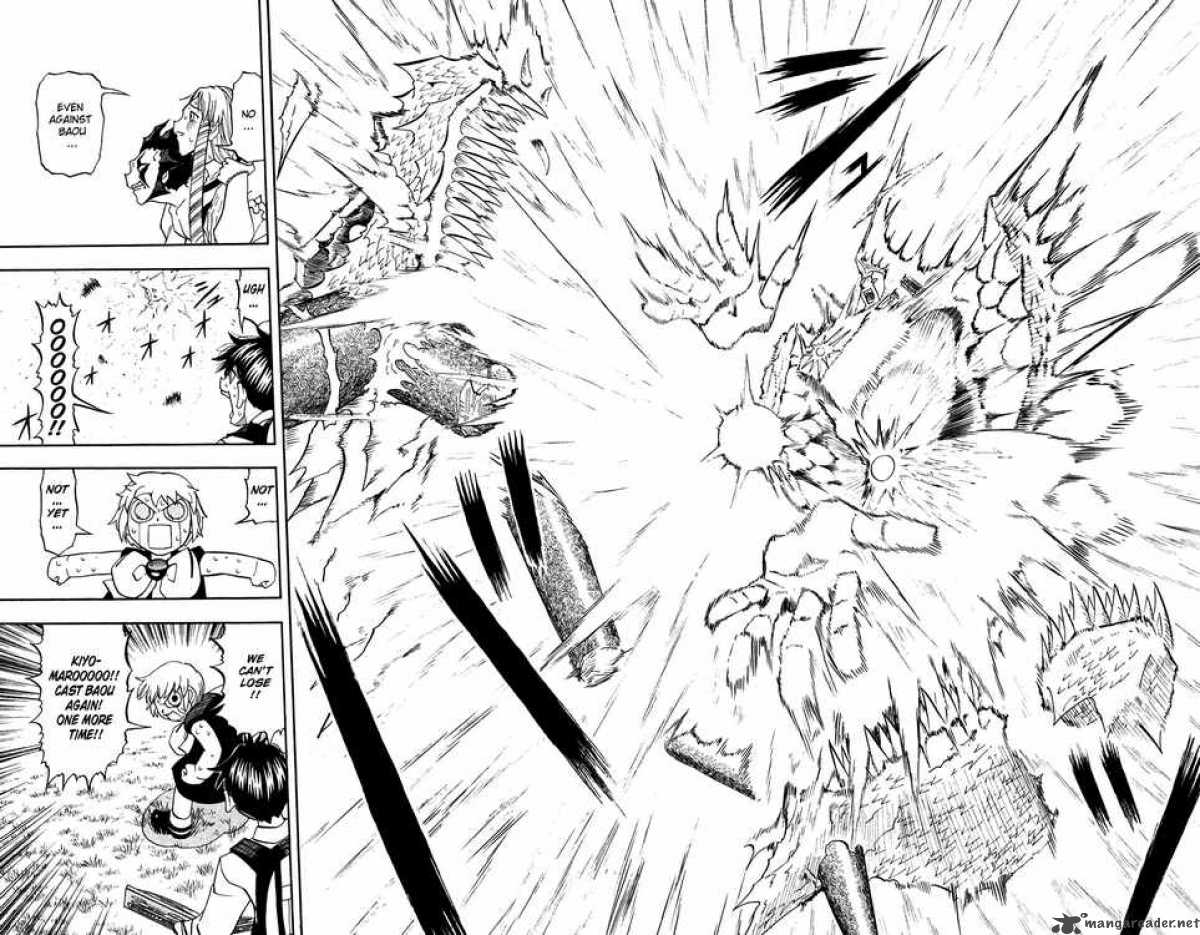 NO
...
EVEN
AGAINST
BAOU
...
UGH
...
OOOOOOO!!
NOT
...
NOT
...
YET
...
WE
CAN'T
LOSE
!!
KIYO-
MAROOOOO!!
CAST BAOU
AGAIN!
ONE MORE
TIME!!
mangareader.net